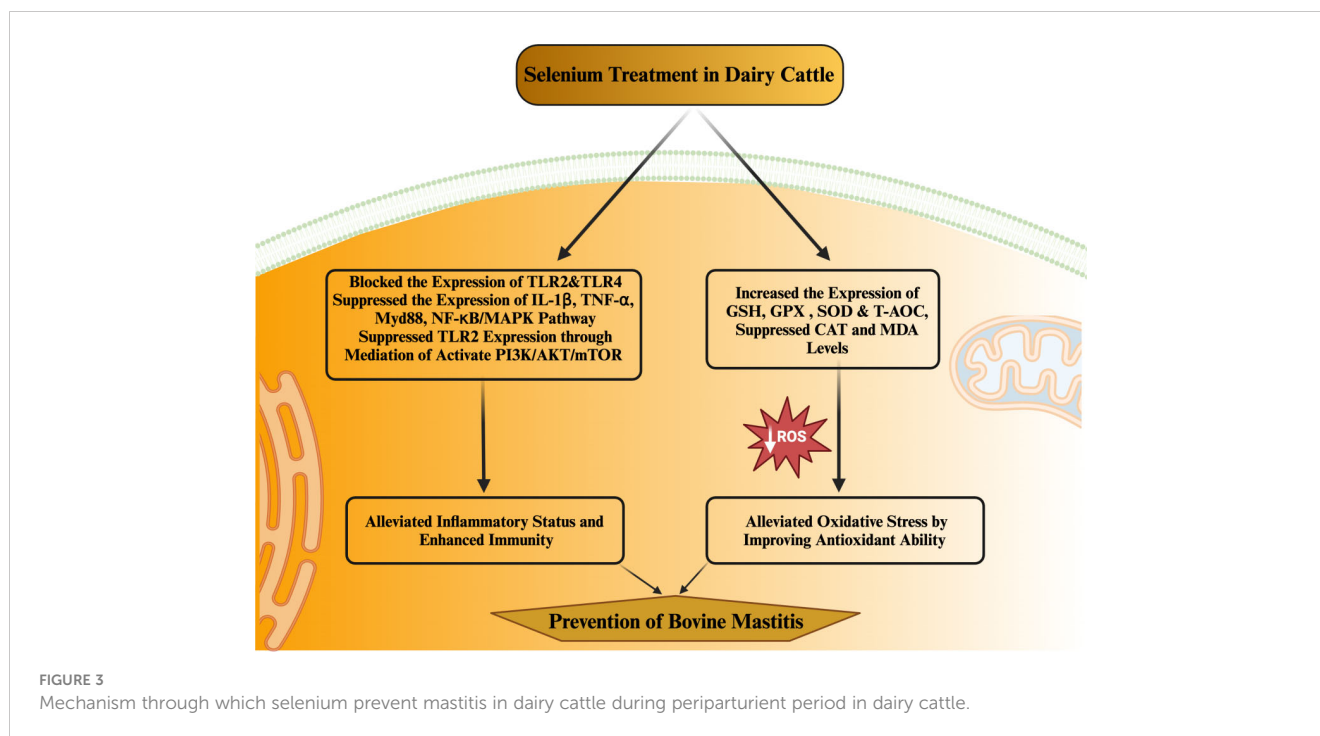 Selenium Treatment in Dairy Cattle
Blocked the Expression of TLR2&TLR4
Suppressed the Expression of IL-1β, TNF-α,
Myd88, NF-κB/MAPK Pathway
Suppressed TLR2 Expression through
Mediation of Activate PI3K/AKT/mTOR
Increased the Expression of
GSH, GPX , SOD & T-AOC,
Suppressed CAT and MDA
Levels
↓ROS
Alleviated Inflammatory Status and
Enhanced Immunity
Alleviated Oxidative Stress by
Improving Antioxidant Ability
Prevention of Bovine Mastitis
FIGURE 3
Mechanism through which selenium prevent mastitis in dairy cattle during periparturient period in dairy cattle.